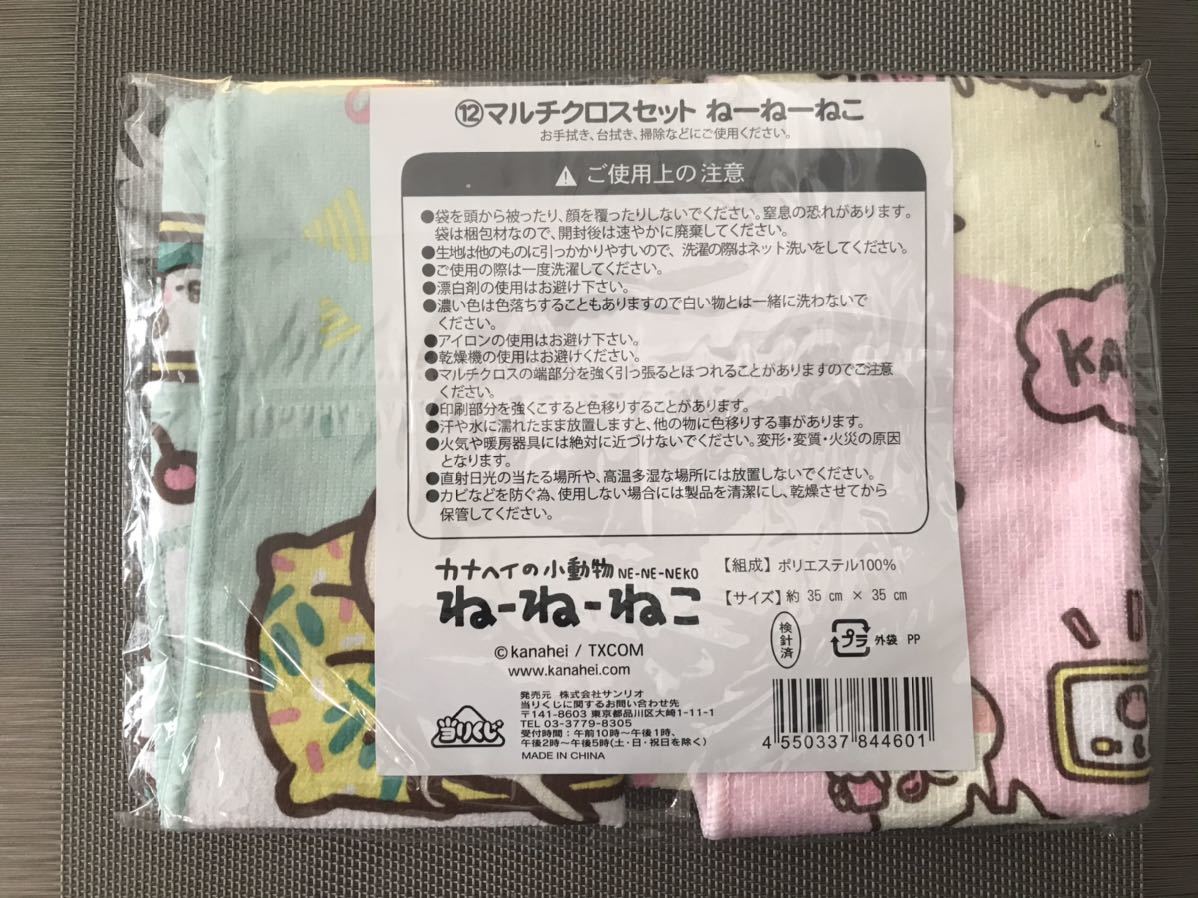 ⑫マルチクロスセット ねーねーねこ
お手拭き、台拭き、掃除などにご使用ください。
⚠ ご使用上の注意
●袋を頭から被ったり、顔を覆ったりしないでください。窒息の恐れがあります。
袋は梱包材なので、開封後は速やかに廃棄してください。
●生地は他のものに引っかかりやすいので、洗濯の際はネット洗いをしてください。
●ご使用の際は一度洗濯してください。
●漂白剤の使用はお避け下さい。
●濃い色は色落ちすることもありますので白い物とは一緒に洗わないで
ください。
●アイロンの使用はお避け下さい。
●乾燥機の使用はお避けください。
●マルチクロスの端部分を強く引っ張るとほつれることがありますのでご注意
ください。
●印刷部分を強くこすると色移りすることがあります。
●汗や水に濡れたまま放置しますと、他の物に色移りする事があります。
●火気や暖房器具には絶対に近づけないでください。変形・変質・火災の原因
となります。
●直射日光の当たる場所や、高温多湿な場所には放置しないでください。
●カビなどを防ぐ為、使用しない場合には製品を清潔にし、乾燥させてから
保管してください。
カナヘイの小動物 NE-NE-NEKO
ねーねーねこ
©kanahei / TXCOM
www.kanahei.com
【組成】ポリエステル100%
【サイズ】約 35 cm × 35 cm
検針済
プラ 外袋 PP
当りくじ
発売元 株式会社サンリオ
当りくじに関するお問い合わせ先
〒141-8603 東京都品川区大崎1-11-1
TEL 03-3779-8305
受付時間：午前10時〜午後1時、
午後2時〜午後5時(土・日・祝日を除く)
MADE IN CHINA
4 550337 844601
KA